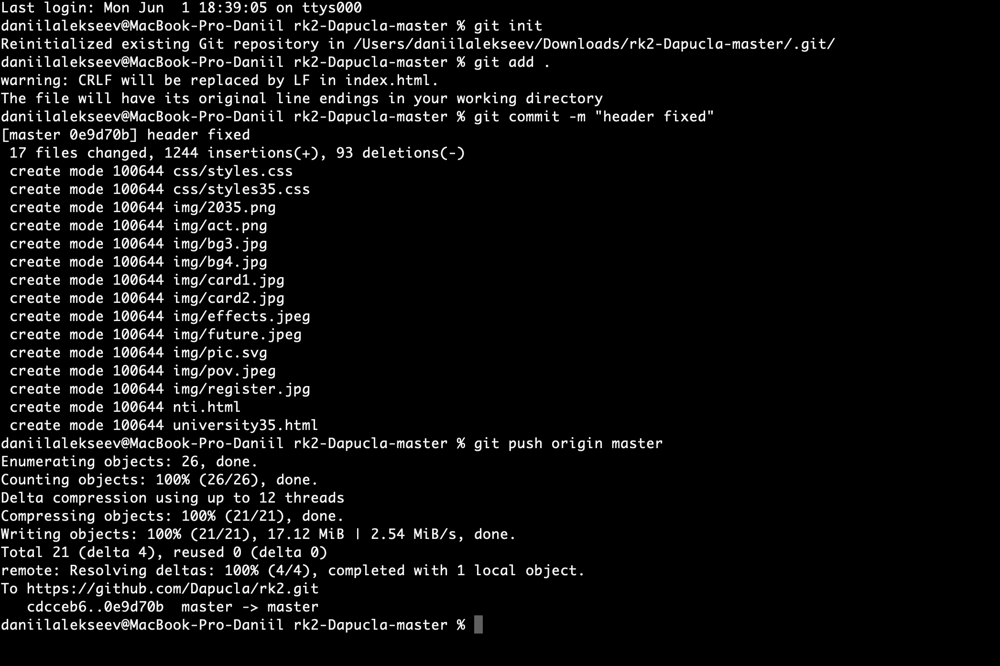 Last login: Mon Jun  1 18:39:05 on ttys000
daniilalekseev@MacBook-Pro-Daniil rk2-Dapucla-master % git init
Reinitialized existing Git repository in /Users/daniilalekseev/Downloads/rk2-Dapucla-master/.git/
daniilalekseev@MacBook-Pro-Daniil rk2-Dapucla-master % git add .
warning: CRLF will be replaced by LF in index.html.
The file will have its original line endings in your working directory
daniilalekseev@MacBook-Pro-Daniil rk2-Dapucla-master % git commit -m "header fixed"
[master 0e9d70b] header fixed
 17 files changed, 1244 insertions(+), 93 deletions(-)
 create mode 100644 css/styles.css
 create mode 100644 css/styles35.css
 create mode 100644 img/2035.png
 create mode 100644 img/act.png
 create mode 100644 img/bg3.jpg
 create mode 100644 img/bg4.jpg
 create mode 100644 img/card1.jpg
 create mode 100644 img/card2.jpg
 create mode 100644 img/effects.jpeg
 create mode 100644 img/future.jpeg
 create mode 100644 img/pic.svg
 create mode 100644 img/pov.jpeg
 create mode 100644 img/register.jpg
 create mode 100644 nti.html
 create mode 100644 university35.html
daniilalekseev@MacBook-Pro-Daniil rk2-Dapucla-master % git push origin master
Enumerating objects: 26, done.
Counting objects: 100% (26/26), done.
Delta compression using up to 12 threads
Compressing objects: 100% (21/21), done.
Writing objects: 100% (21/21), 17.12 MiB | 2.54 MiB/s, done.
Total 21 (delta 4), reused 0 (delta 0)
remote: Resolving deltas: 100% (4/4), completed with 1 local object.
To https://github.com/Dapucla/rk2.git
   cdcceb6..0e9d70b  master -> master
daniilalekseev@MacBook-Pro-Daniil rk2-Dapucla-master %